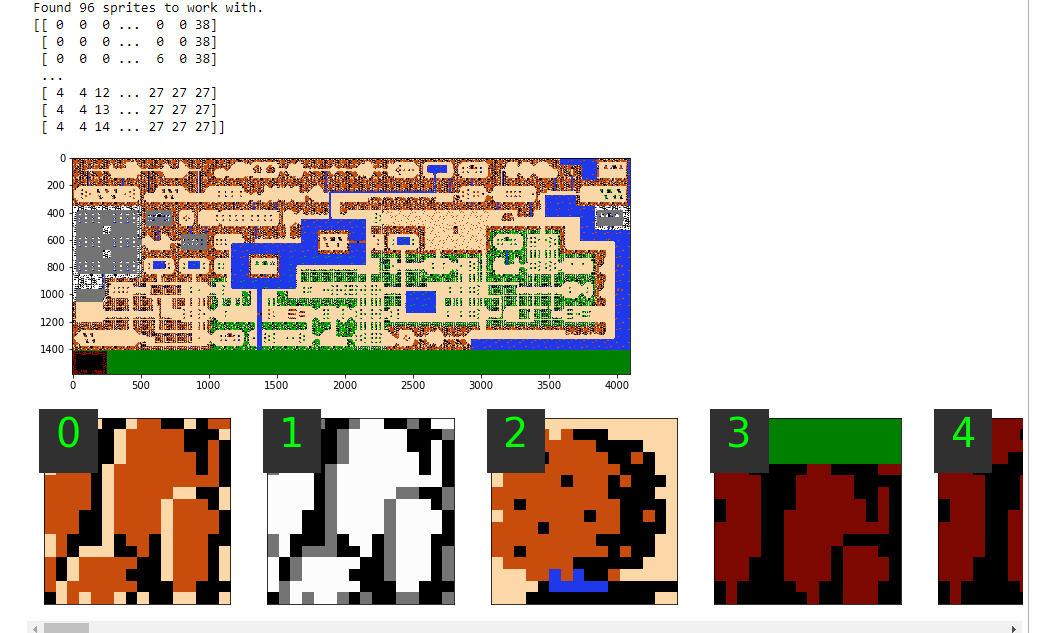 Found 96 sprites to work with.
[[ 0  0  0 ...  0  0 38]
 [ 0  0  0 ...  0  0 38]
 [ 0  0  0 ...  6  0 38]
 ...
 [ 4  4 12 ... 27 27 27]
 [ 4  4 13 ... 27 27 27]
 [ 4  4 14 ... 27 27 27]]
0
200
400
600
800
1000
1200
1400
0 500 1000 1500 2000 2500 3000 3500 4000
0 1 2 3 4